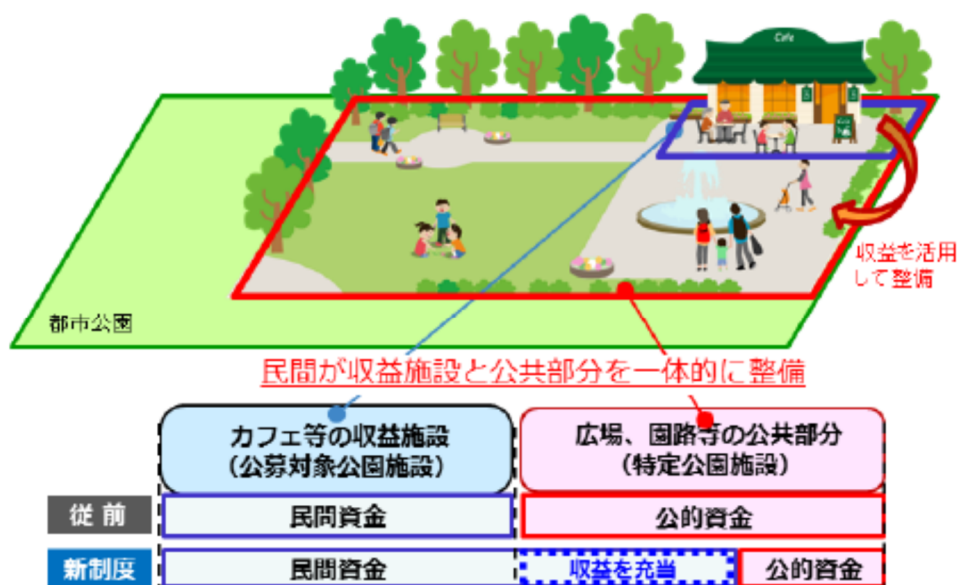 Cafe
収益を活用
して整備
都市公園
民間が収益施設と公共部分を一体的に整備
カフェ等の収益施設
(公募対象公園施設)
広場、園路等の公共部分
(特定公園施設)
従前
民間資金
公的資金
新制度
民間資金
収益を充当
公的資金